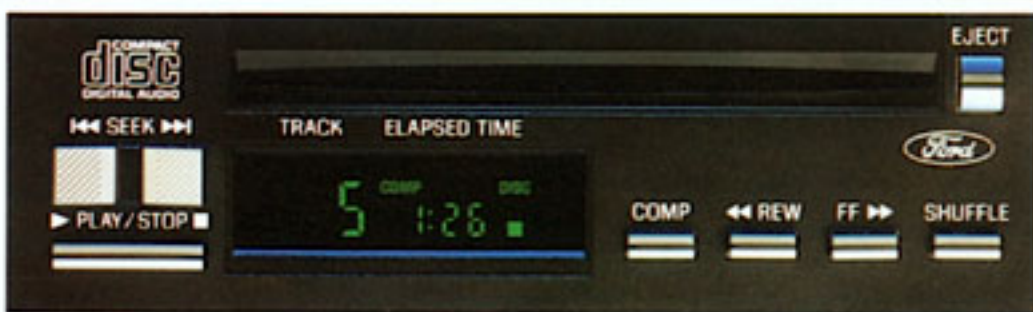 COMPACT
disc
DIGITAL AUDIO
EJECT
⏮ SEEK ⏭
TRACK ELAPSED TIME
Ford
5 COMP 1:26 DISC ■
▶ PLAY/STOP ■
COMP ◀◀ REW FF ▶▶ SHUFFLE